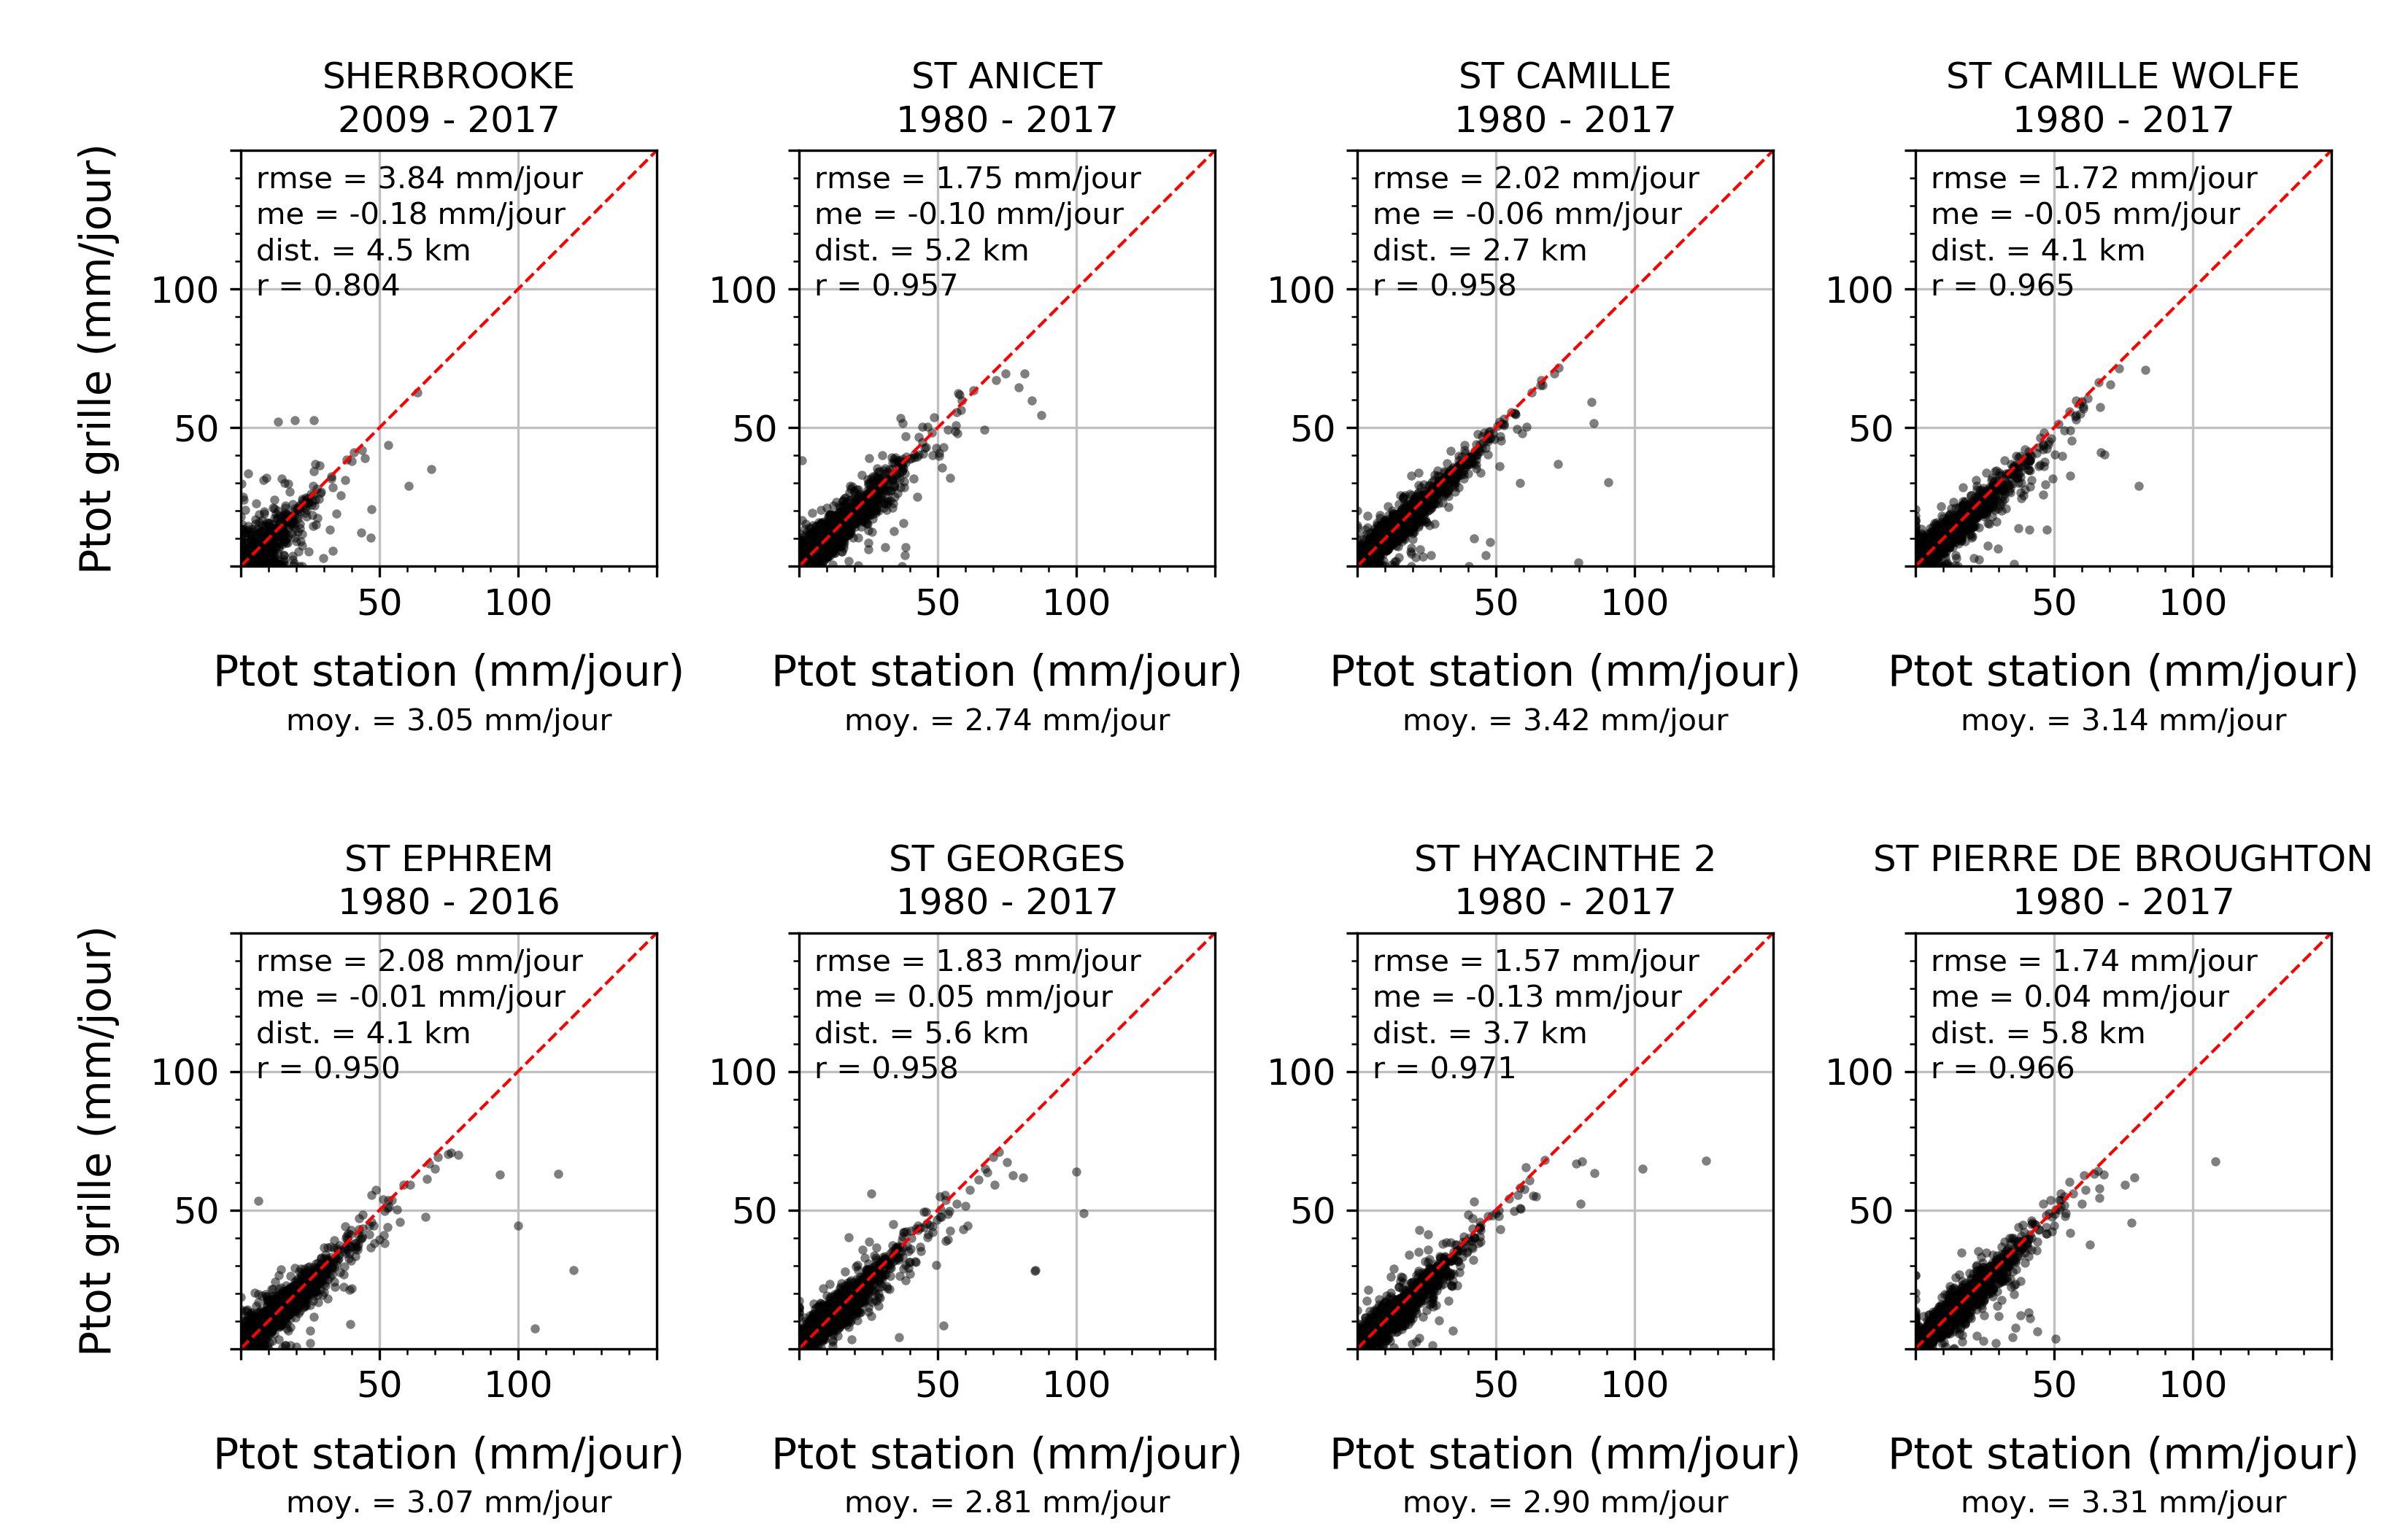 SHERBROOKE
2009 - 2017
Ptot grille (mm/jour)
100
50
rmse = 3.84 mm/jour
me = -0.18 mm/jour
dist. = 4.5 km
r = 0.804
50 100
Ptot station (mm/jour)
moy. = 3.05 mm/jour
ST ANICET
1980 - 2017
100
50
rmse = 1.75 mm/jour
me = -0.10 mm/jour
dist. = 5.2 km
r = 0.957
50 100
Ptot station (mm/jour)
moy. = 2.74 mm/jour
ST CAMILLE
1980 - 2017
100
50
rmse = 2.02 mm/jour
me = -0.06 mm/jour
dist. = 2.7 km
r = 0.958
50 100
Ptot station (mm/jour)
moy. = 3.42 mm/jour
ST CAMILLE WOLFE
1980 - 2017
100
50
rmse = 1.72 mm/jour
me = -0.05 mm/jour
dist. = 4.1 km
r = 0.965
50 100
Ptot station (mm/jour)
moy. = 3.14 mm/jour
ST EPHREM
1980 - 2016
Ptot grille (mm/jour)
100
50
rmse = 2.08 mm/jour
me = -0.01 mm/jour
dist. = 4.1 km
r = 0.950
50 100
Ptot station (mm/jour)
moy. = 3.07 mm/jour
ST GEORGES
1980 - 2017
100
50
rmse = 1.83 mm/jour
me = 0.05 mm/jour
dist. = 5.6 km
r = 0.958
50 100
Ptot station (mm/jour)
moy. = 2.81 mm/jour
ST HYACINTHE 2
1980 - 2017
100
50
rmse = 1.57 mm/jour
me = -0.13 mm/jour
dist. = 3.7 km
r = 0.971
50 100
Ptot station (mm/jour)
moy. = 2.90 mm/jour
ST PIERRE DE BROUGHTON
1980 - 2017
100
50
rmse = 1.74 mm/jour
me = 0.04 mm/jour
dist. = 5.8 km
r = 0.966
50 100
Ptot station (mm/jour)
moy. = 3.31 mm/jour